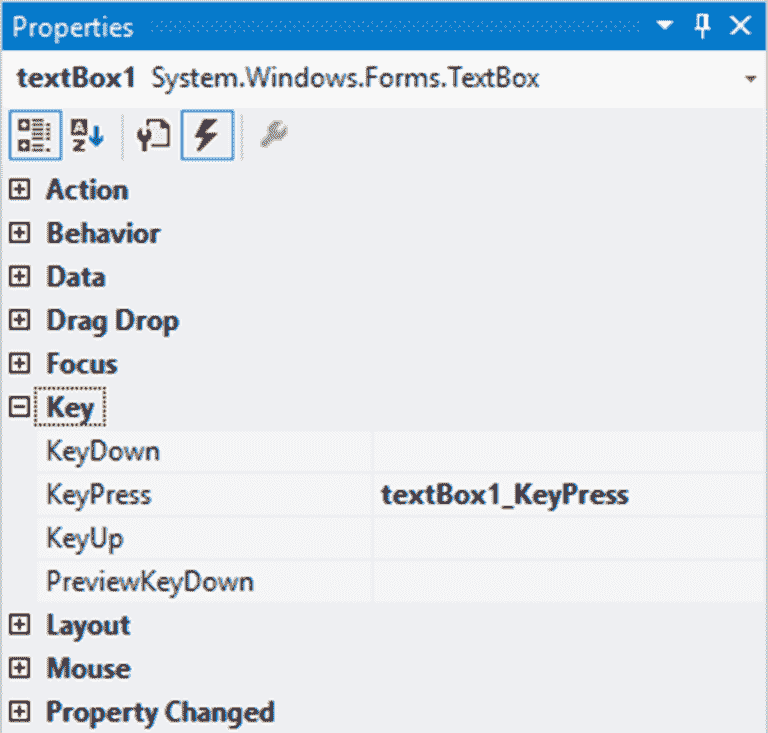 Properties
textBox1 System.Windows.Forms.TextBox
A
Z
Action
Behavior
Data
Drag Drop
Focus
Key
KeyDown
KeyPress textBox1_KeyPress
KeyUp
PreviewKeyDown
Layout
Mouse
Property Changed